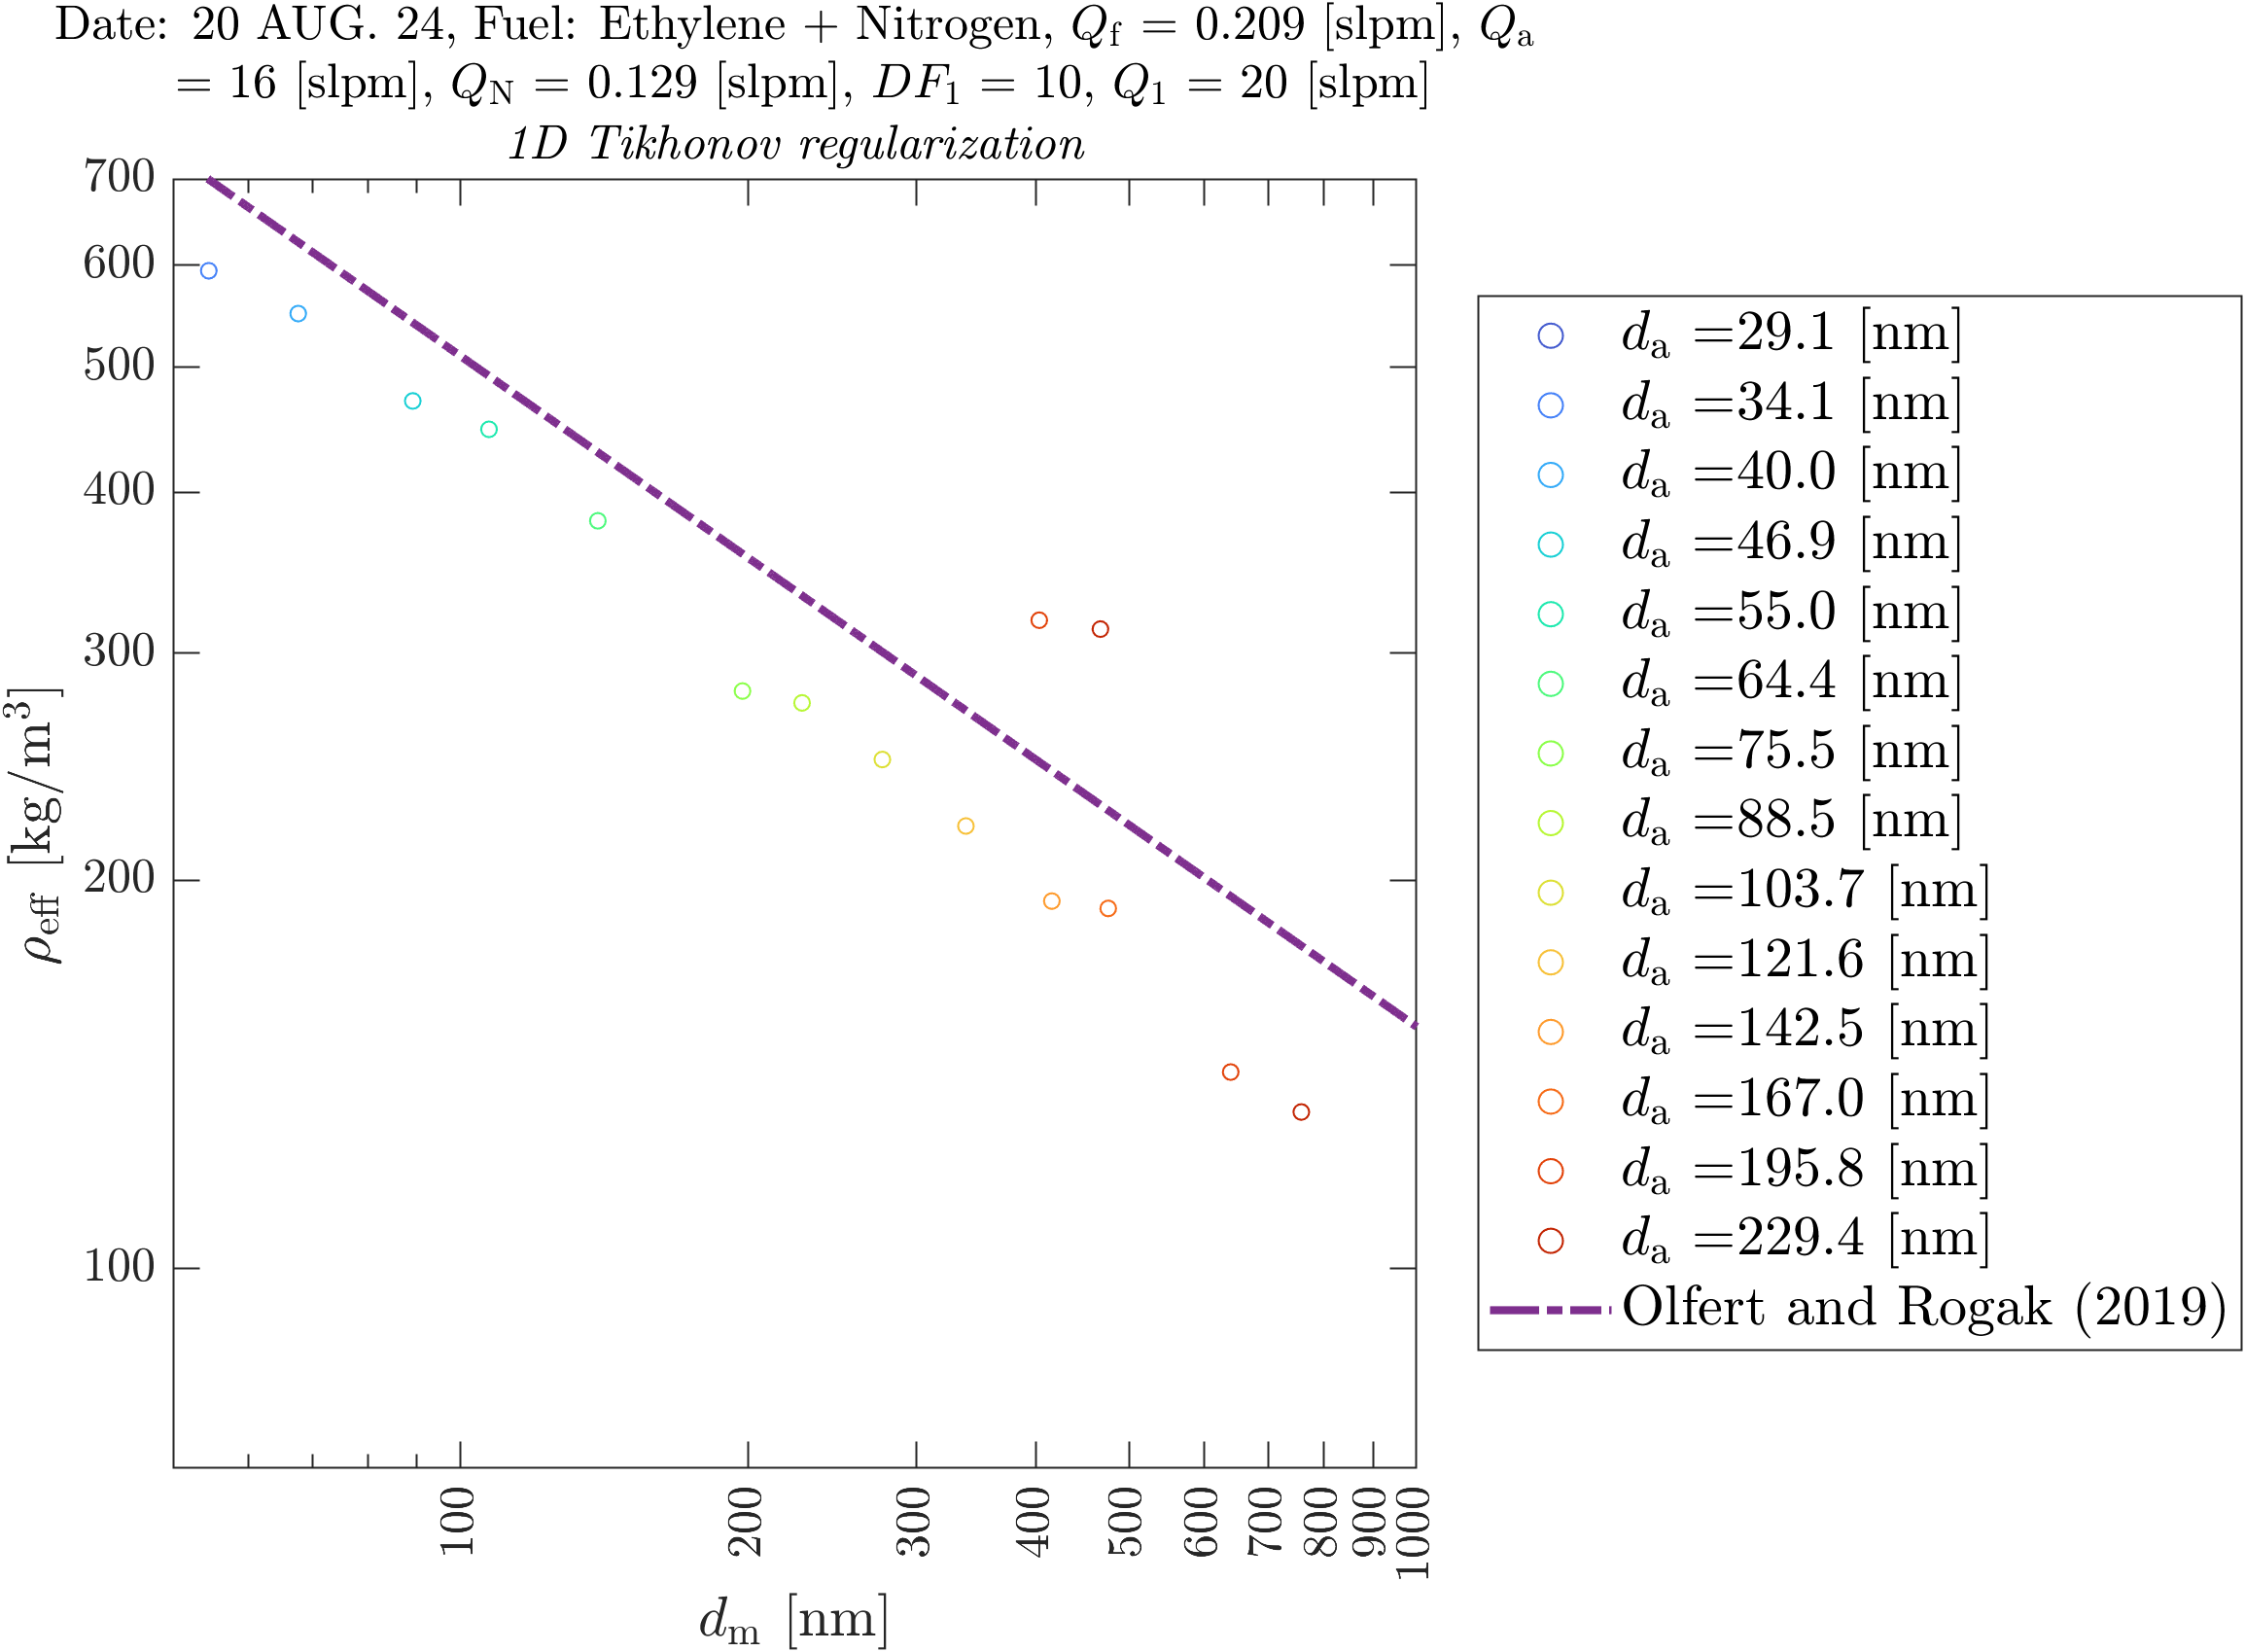 Date: 20 AUG. 24, Fuel: Ethylene + Nitrogen, Qf = 0.209 [slpm], Qa
= 16 [slpm], QN = 0.129 [slpm], DF1 = 10, Q1 = 20 [slpm]
1D Tikhonov regularization
700
600
500
400
300
200
100
ρeff [kg/m³]
100
200
300
400
500
600
700
800
900
1000
dm [nm]
da =29.1 [nm]
da =34.1 [nm]
da =40.0 [nm]
da =46.9 [nm]
da =55.0 [nm]
da =64.4 [nm]
da =75.5 [nm]
da =88.5 [nm]
da =103.7 [nm]
da =121.6 [nm]
da =142.5 [nm]
da =167.0 [nm]
da =195.8 [nm]
da =229.4 [nm]
Olfert and Rogak (2019)